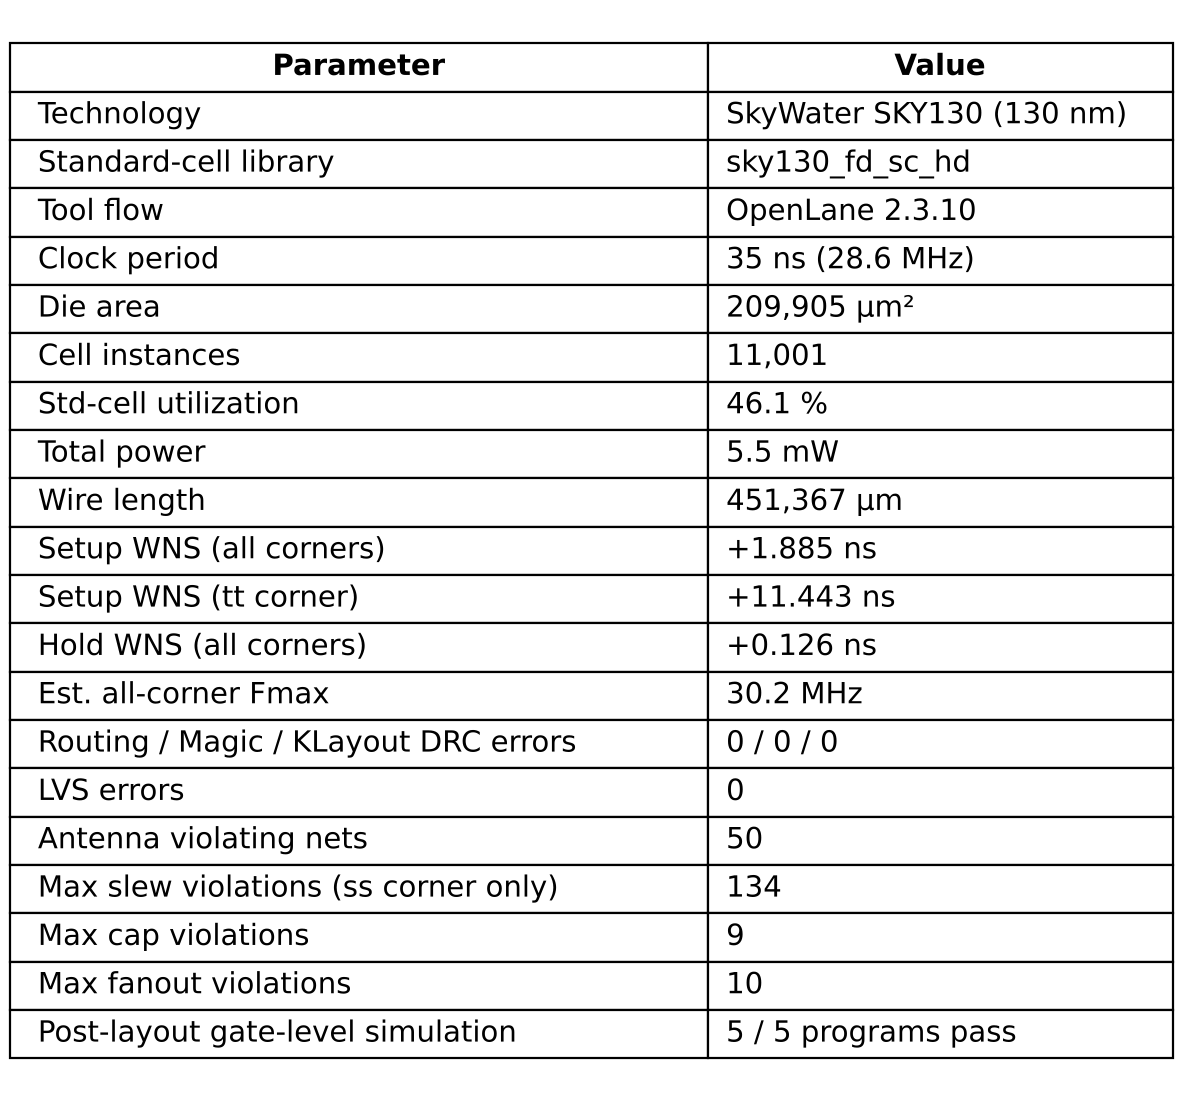 Parameter Value
Technology SkyWater SKY130 (130 nm)
Standard-cell library sky130_fd_sc_hd
Tool flow OpenLane 2.3.10
Clock period 35 ns (28.6 MHz)
Die area 209,905 µm²
Cell instances 11,001
Std-cell utilization 46.1 %
Total power 5.5 mW
Wire length 451,367 µm
Setup WNS (all corners) +1.885 ns
Setup WNS (tt corner) +11.443 ns
Hold WNS (all corners) +0.126 ns
Est. all-corner Fmax 30.2 MHz
Routing / Magic / KLayout DRC errors 0 / 0 / 0
LVS errors 0
Antenna violating nets 50
Max slew violations (ss corner only) 134
Max cap violations 9
Max fanout violations 10
Post-layout gate-level simulation 5 / 5 programs pass